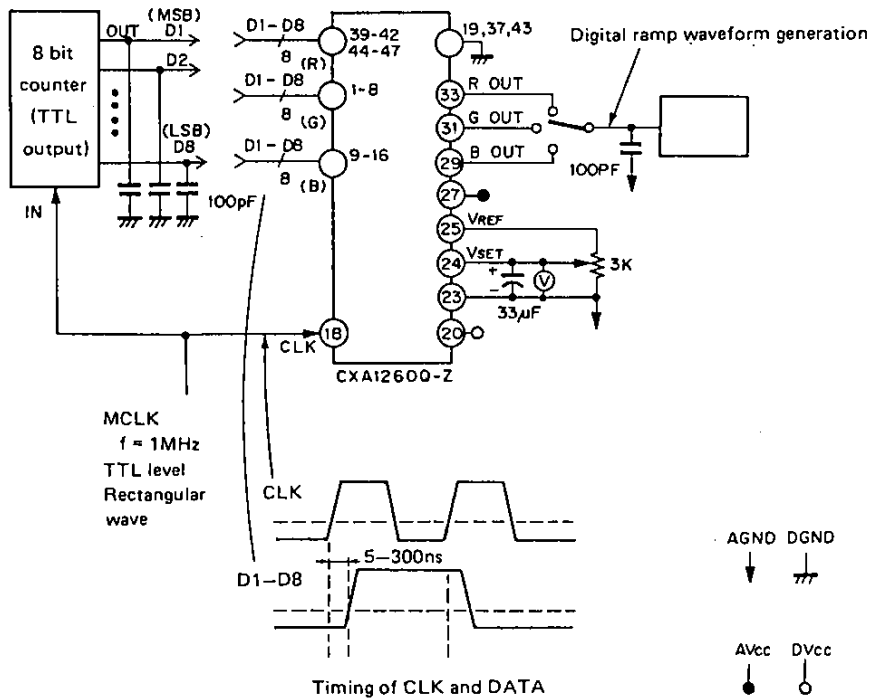 (MSB)
OUT D1
D2
8 bit
counter
(TTL
output)
(LSB)
D8
IN
100pF
D1-D8
8 (R)
D1-D8
8 (G)
D1-D8
8 (B)
39-42
44-47
1-8
9-16
18
CLK
19,37,43
33 R OUT
31 G OUT
29 B OUT
27
25 VREF
24 VSET
23
20
CXA1260Q-Z
Digital ramp waveform generation
100PF
+
-
33µF
V
3K
MCLK
f = 1MHz
TTL level
Rectangular
wave
CLK
5-300ns
D1-D8
Timing of CLK and DATA
AGND DGND
AVcc DVcc